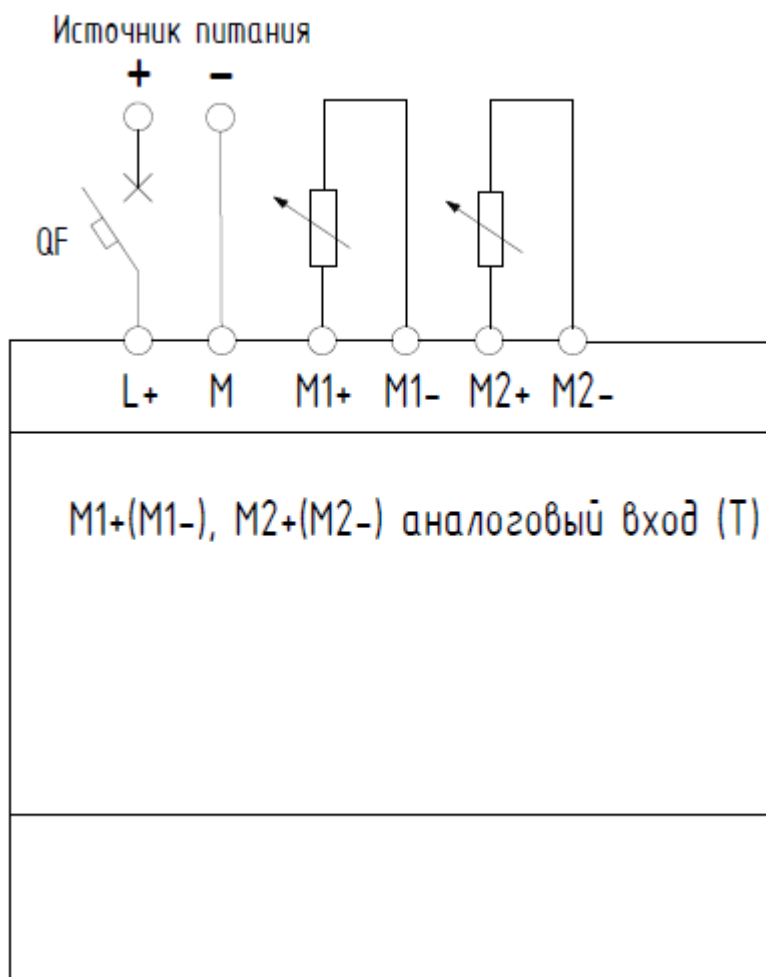 Источник питания
+ -
QF
L+ M M1+ M1- M2+ M2-
M1+(M1-), M2+(M2-) аналоговый вход (Т)